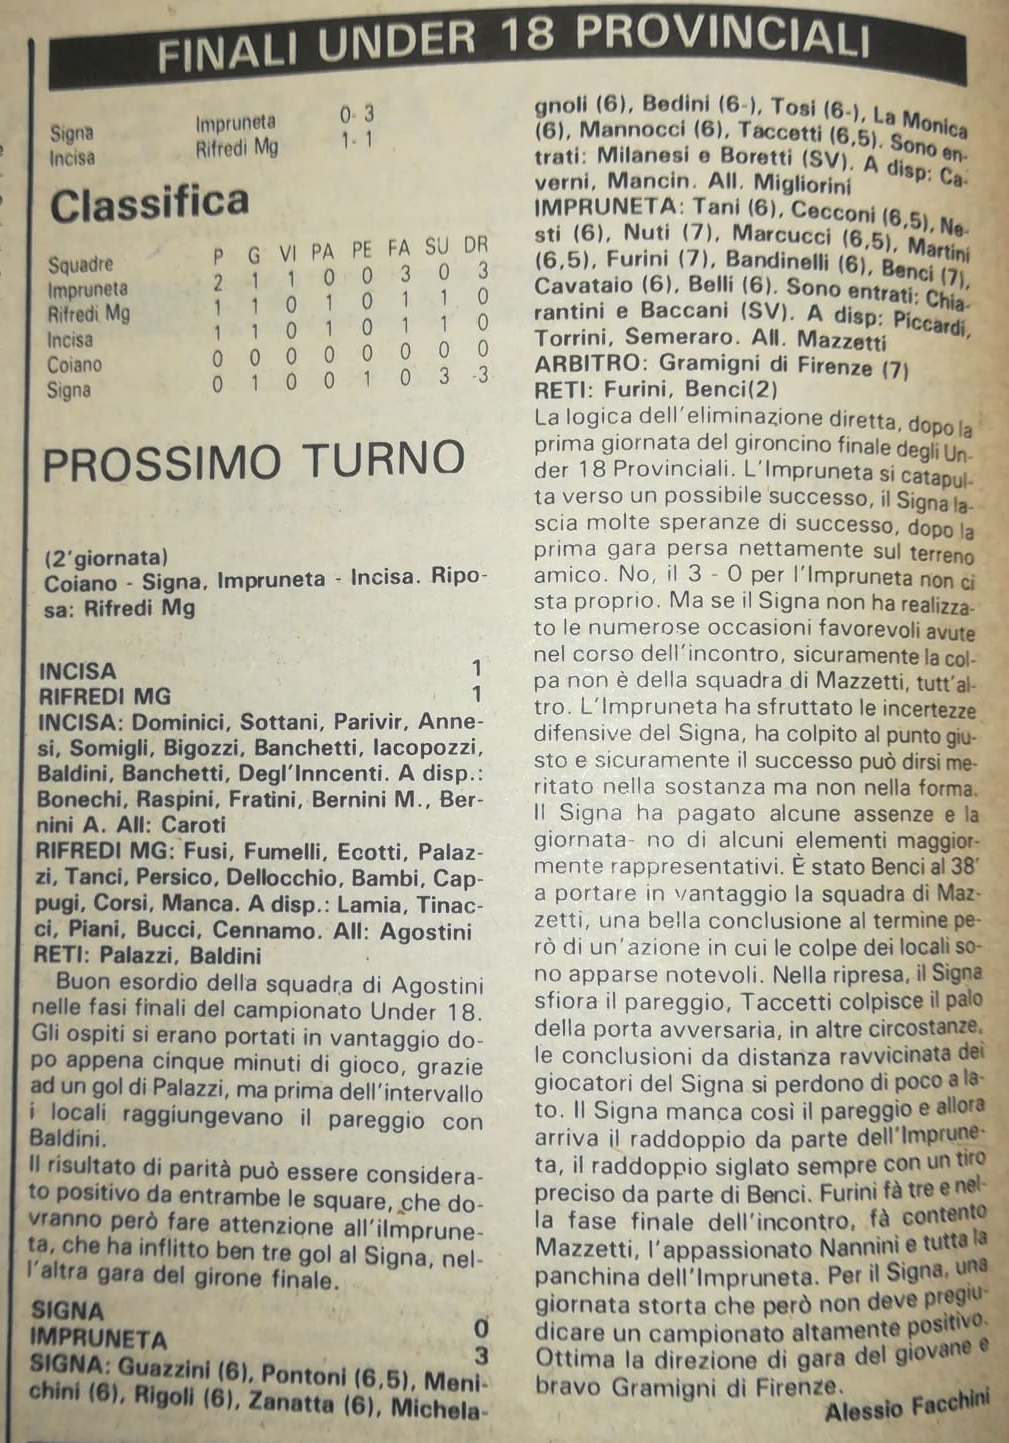 FINALI UNDER 18 PROVINCIALI
Signa Impruneta 0- 3
Incisa Rifredi Mg 1- 1
Classifica
Squadre P G VI PA PE FA SU DR
Impruneta 2 1 1 0 0 3 0 3
Rifredi Mg 1 1 0 1 0 1 1 0
Incisa 1 1 0 1 0 1 1 0
Coiano 0 0 0 0 0 0 0 0
Signa 0 1 0 0 1 0 3 -3
PROSSIMO TURNO
(2'giornata)
Coiano - Signa, Impruneta - Incisa. Ripo-
sa: Rifredi Mg
INCISA 1
RIFREDI MG 1
INCISA: Dominici, Sottani, Parivir, Anne-
si, Somigli, Bigozzi, Banchetti, Iacopozzi,
Baldini, Banchetti, Degl'Inncenti. A disp.:
Bonechi, Raspini, Fratini, Bernini M., Ber-
nini A. All: Caroti
RIFREDI MG: Fusi, Fumelli, Ecotti, Palaz-
zi, Tanci, Persico, Dellocchio, Bambi, Cap-
pugi, Corsi, Manca. A disp.: Lamia, Tinac-
ci, Piani, Bucci, Cennamo. All: Agostini
RETI: Palazzi, Baldini
Buon esordio della squadra di Agostini
nelle fasi finali del campionato Under 18.
Gli ospiti si erano portati in vantaggio do-
po appena cinque minuti di gioco, grazie
ad un gol di Palazzi, ma prima dell'intervallo
i locali raggiungevano il pareggio con
Baldini.
Il risultato di parità può essere considera-
to positivo da entrambe le square, che do-
vranno però fare attenzione all'iImprune-
ta, che ha inflitto ben tre gol al Signa, nel-
l'altra gara del girone finale.
SIGNA 0
IMPRUNETA 3
SIGNA: Guazzini (6), Pontoni (6,5), Meni-
chini (6), Rigoli (6), Zanatta (6), Michela-
gnoli (6), Bedini (6-), Tosi (6-), La Monica
(6), Mannocci (6), Taccetti (6,5). Sono en-
trati: Milanesi e Boretti (SV). A disp: Ca-
verni, Mancin. All. Migliorini
IMPRUNETA: Tani (6), Cecconi (6,5), Ne-
sti (6), Nuti (7), Marcucci (6,5), Martini
(6,5), Furini (7), Bandinelli (6), Benci (7),
Cavataio (6), Belli (6). Sono entrati: Chia-
rantini e Baccani (SV). A disp: Piccardi,
Torrini, Semeraro. All. Mazzetti
ARBITRO: Gramigni di Firenze (7)
RETI: Furini, Benci(2)
La logica dell'eliminazione diretta, dopo la
prima giornata del gironcino finale degli Un-
der 18 Provinciali. L'Impruneta si catapul-
ta verso un possibile successo, il Signa la-
scia molte speranze di successo, dopo la
prima gara persa nettamente sul terreno
amico. No, il 3 - 0 per l'Impruneta non ci
sta proprio. Ma se il Signa non ha realizza-
to le numerose occasioni favorevoli avute
nel corso dell'incontro, sicuramente la col-
pa non è della squadra di Mazzetti, tutt'al-
tro. L'Impruneta ha sfruttato le incertezze
difensive del Signa, ha colpito al punto giu-
sto e sicuramente il successo può dirsi me-
ritato nella sostanza ma non nella forma.
Il Signa ha pagato alcune assenze e la
giornata- no di alcuni elementi maggior-
mente rappresentativi. È stato Benci al 38'
a portare in vantaggio la squadra di Maz-
zetti, una bella conclusione al termine pe-
rò di un'azione in cui le colpe dei locali so-
no apparse notevoli. Nella ripresa, il Signa
sfiora il pareggio, Taccetti colpisce il palo
della porta avversaria, in altre circostanze,
le conclusioni da distanza ravvicinata dei
giocatori del Signa si perdono di poco a la-
to. Il Signa manca così il pareggio e allora
arriva il raddoppio da parte dell'Imprune-
ta, il raddoppio siglato sempre con un tiro
preciso da parte di Benci. Furini fà tre e nel-
la fase finale dell'incontro, fà contento
Mazzetti, l'appassionato Nannini e tutta la
panchina dell'Impruneta. Per il Signa, una
giornata storta che però non deve pregiu-
dicare un campionato altamente positivo.
Ottima la direzione di gara del giovane e
bravo Gramigni di Firenze.
Alessio Facchini